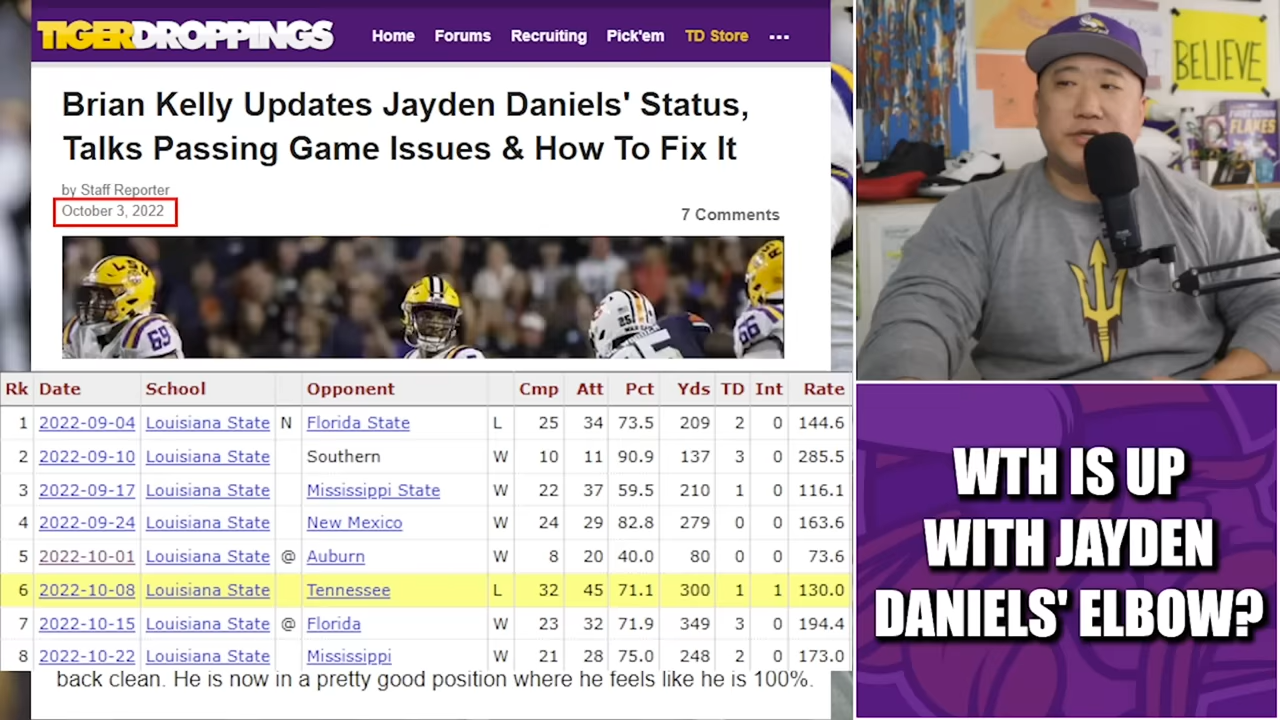 TIGERDROPPINGS Home Forums Recruiting Pick'em TD Store ...
Brian Kelly Updates Jayden Daniels' Status,
Talks Passing Game Issues & How To Fix It
by Staff Reporter
October 3, 2022
7 Comments
LSU
69
25
66
Rk Date School Opponent Cmp Att Pct Yds TD Int Rate
1 2022-09-04 Louisiana State N Florida State L 25 34 73.5 209 2 0 144.6
2 2022-09-10 Louisiana State Southern W 10 11 90.9 137 3 0 285.5
3 2022-09-17 Louisiana State Mississippi State W 22 37 59.5 210 1 0 116.1
4 2022-09-24 Louisiana State New Mexico W 24 29 82.8 279 0 0 163.6
5 2022-10-01 Louisiana State @ Auburn W 8 20 40.0 80 0 0 73.6
6 2022-10-08 Louisiana State Tennessee L 32 45 71.1 300 1 1 130.0
7 2022-10-15 Louisiana State @ Florida W 23 32 71.9 349 3 0 194.4
8 2022-10-22 Louisiana State Mississippi W 21 28 75.0 248 2 0 173.0
back clean. He is now in a pretty good position where he feels like he is 100%.
BELIEVE
FIRST DOWN
FLAKES
WTH IS UP
WITH JAYDEN
DANIELS' ELBOW?